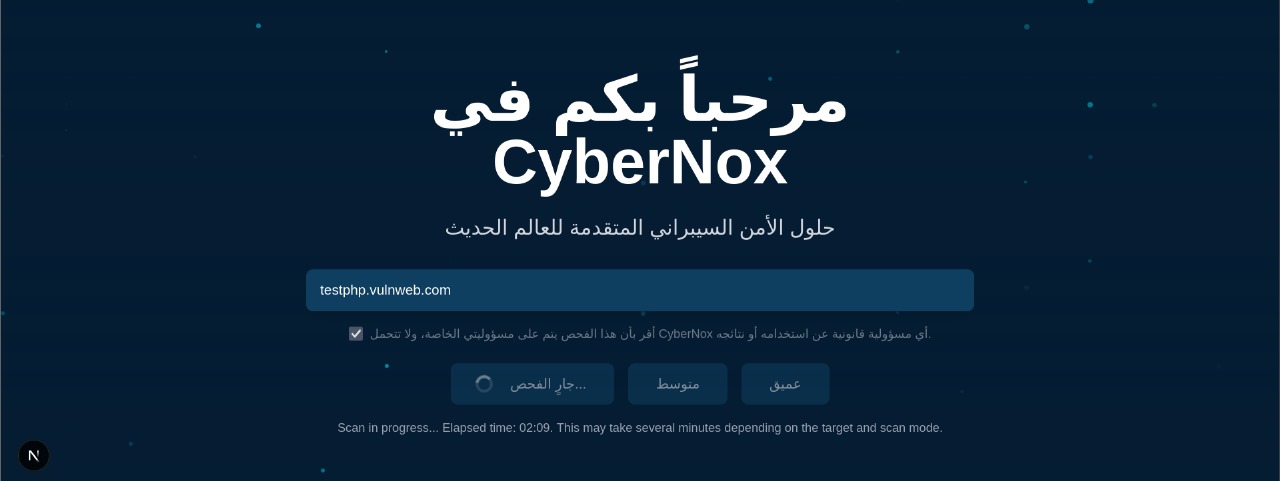 مرحباً بكم في
CyberNox
حلول الأمن السيبراني المتقدمة للعالم الحديث
testphp.vulnweb.com
أقر بأن هذا الفحص يتم على مسؤوليتي الخاصة، ولا تتحمل CyberNox أي مسؤولية قانونية عن استخدامه أو نتائجه.
جارٍ الفحص...
متوسط
عميق
Scan in progress... Elapsed time: 02:09. This may take several minutes depending on the target and scan mode.
N